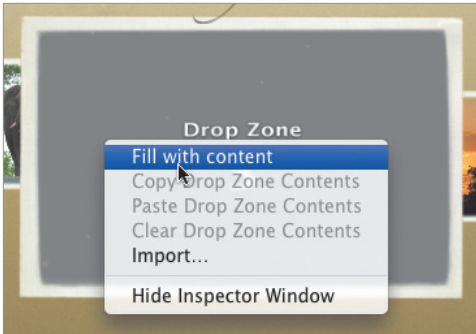 Drop Zone
Fill with content
Copy Drop Zone Contents
Paste Drop Zone Contents
Clear Drop Zone Contents
Import...
Hide Inspector Window